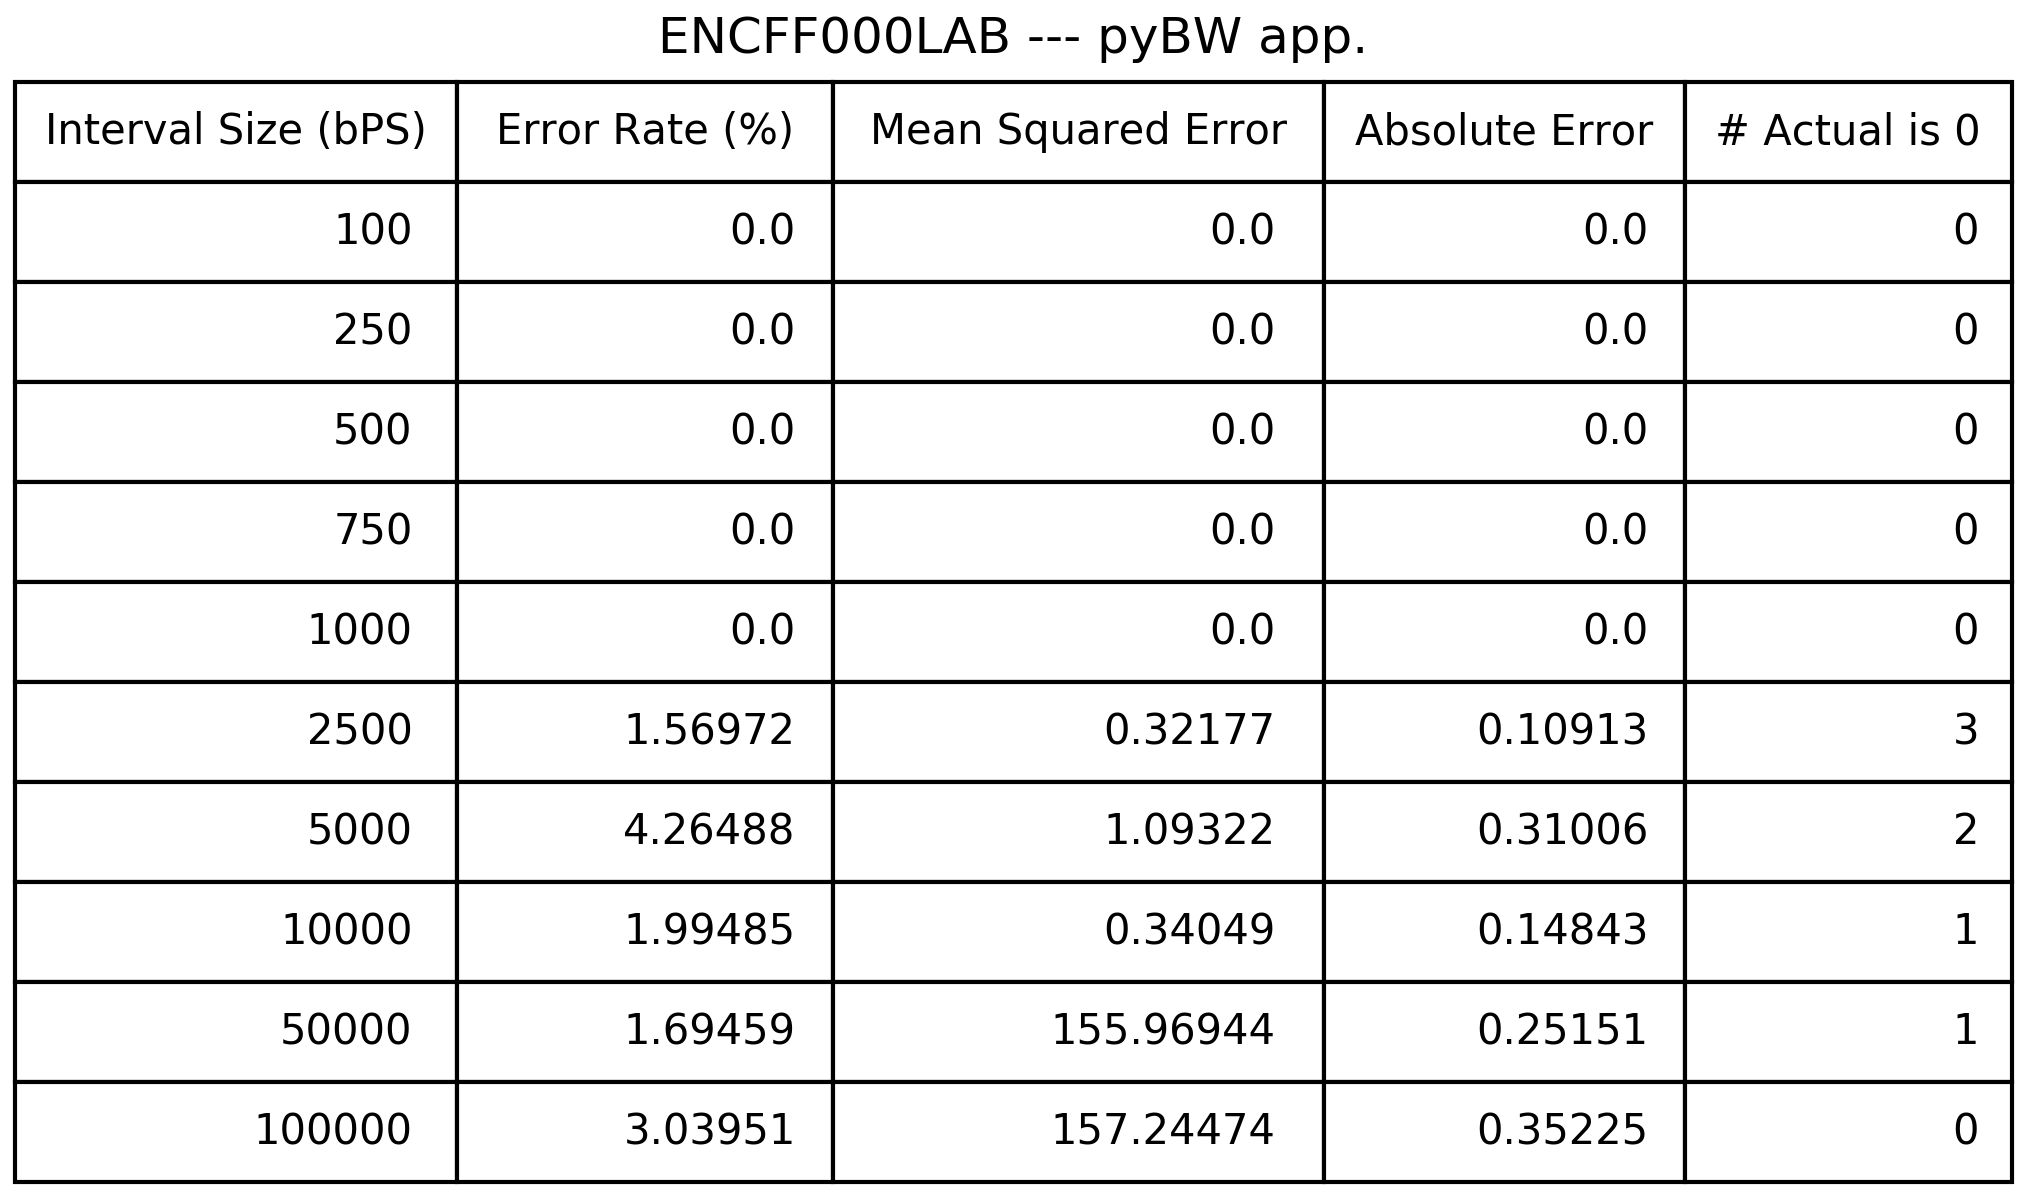 ENCFF000LAB --- pyBW app.
Interval Size (bPS) Error Rate (%) Mean Squared Error Absolute Error # Actual is 0
100 0.0 0.0 0.0 0
250 0.0 0.0 0.0 0
500 0.0 0.0 0.0 0
750 0.0 0.0 0.0 0
1000 0.0 0.0 0.0 0
2500 1.56972 0.32177 0.10913 3
5000 4.26488 1.09322 0.31006 2
10000 1.99485 0.34049 0.14843 1
50000 1.69459 155.96944 0.25151 1
100000 3.03951 157.24474 0.35225 0